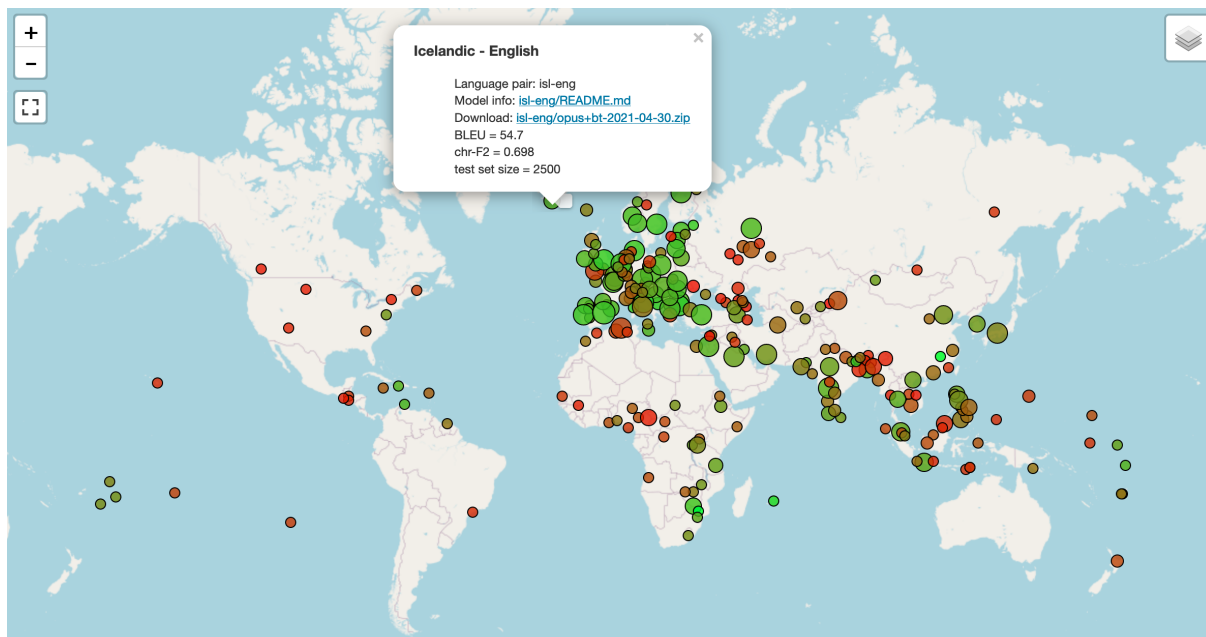 +
−
×
Icelandic - English
Language pair: isl-eng
Model info: isl-eng/README.md
Download: isl-eng/opus+bt-2021-04-30.zip
BLEU = 54.7
chr-F2 = 0.698
test set size = 2500